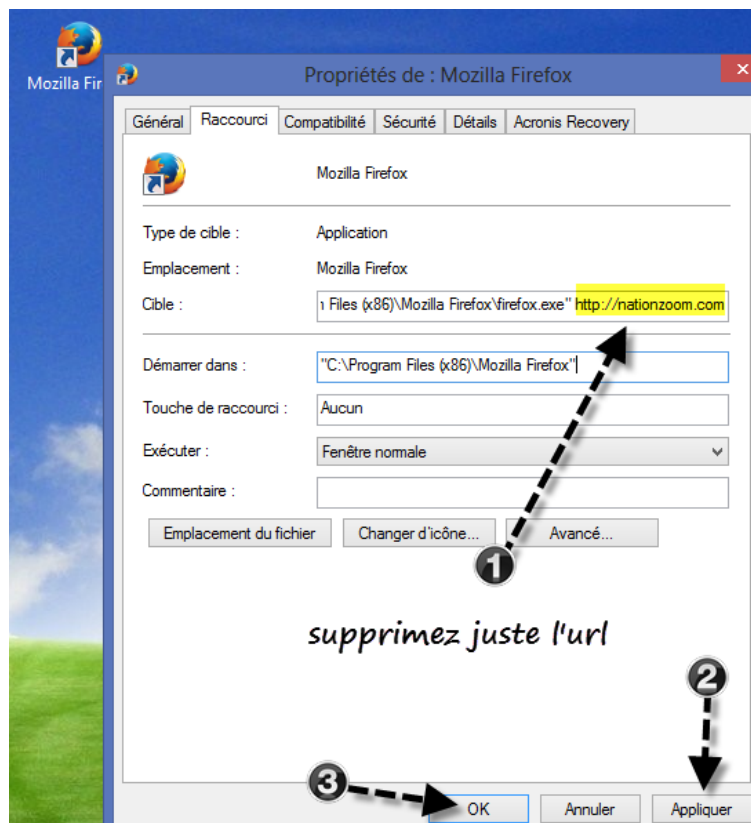 Mozilla Fir
Propriétés de : Mozilla Firefox
Général Raccourci Compatibilité Sécurité Détails Acronis Recovery
Mozilla Firefox
Type de cible : Application
Emplacement : Mozilla Firefox
Cible : ı Files (x86)\Mozilla Firefox\firefox.exe" http://nationzoom.com
Démarrer dans : "C:\Program Files (x86)\Mozilla Firefox"
Touche de raccourci : Aucun
Exécuter : Fenêtre normale
Commentaire :
Emplacement du fichier Changer d'icône... Avancé...
1
supprimez juste l'url
2
3
OK Annuler Appliquer